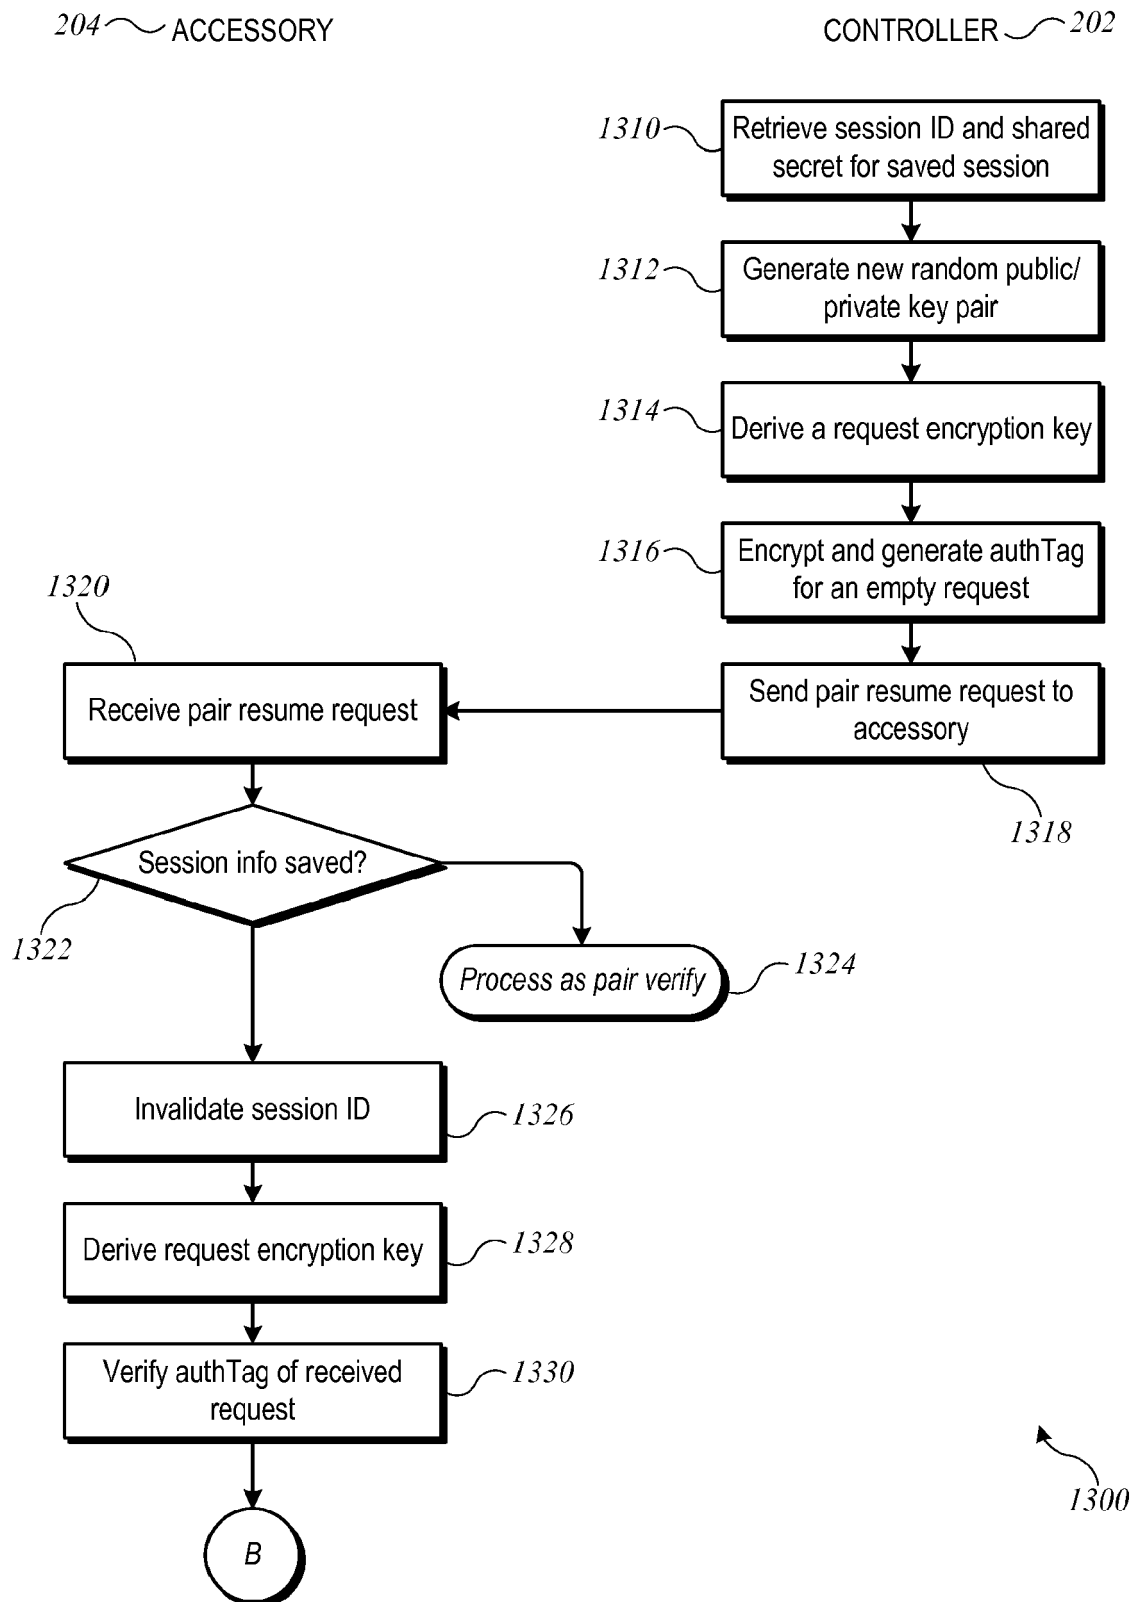 204 ACCESSORY
CONTROLLER 202
1310
Retrieve session ID and shared
secret for saved session
1312
Generate new random public/
private key pair
1314
Derive a request encryption key
1316
Encrypt and generate authTag
for an empty request
1320
Receive pair resume request
Send pair resume request to
accessory
1318
Session info saved?
1322
Process as pair verify
1324
Invalidate session ID
1326
Derive request encryption key
1328
Verify authTag of received
request
1330
B
1300